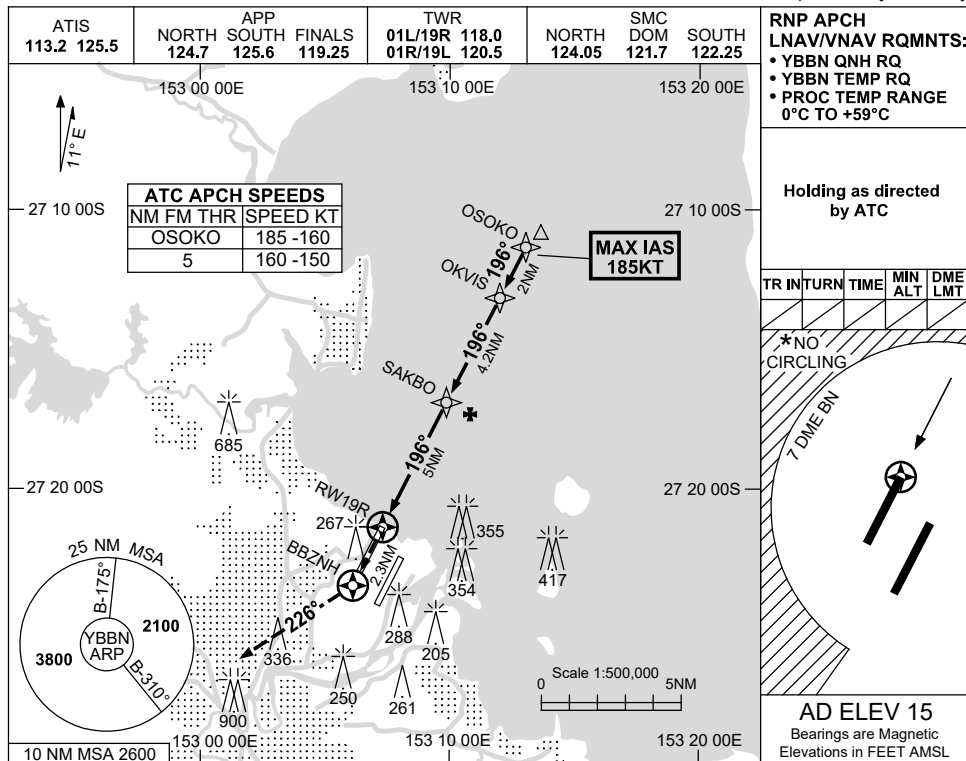 ATIS
113.2 125.5
APP
NORTH SOUTH FINALS
124.7 125.6 119.25
TWR
01L/19R 118.0
01R/19L 120.5
SMC
NORTH DOM SOUTH
124.05 121.7 122.25
RNP APCH
LNAV/VNAV RQMNTS:
• YBBN QNH RQ
• YBBN TEMP RQ
• PROC TEMP RANGE
0°C TO +59°C
153 00 00E
153 10 00E
153 20 00E
11° E
ATC APCH SPEEDS
NM FM THR SPEED KT
OSOKO 185 -160
5 160 -150
27 10 00S
27 10 00S
Holding as directed
by ATC
OSOKO
MAX IAS
185KT
196°
2NM
OKVIS
196°
4.2NM
SAKBO
196°
5NM
TR IN TURN TIME MIN ALT DME LMT
*NO
CIRCLING
7 DME BN
685
27 20 00S
27 20 00S
RW19R
267
355
354
417
BBZNH
2.3NM
226°
288
205
336
250
261
900
25 NM MSA
B-175°
2100
YBBN
ARP
3800
B-310°
Scale 1:500,000
0 5NM
10 NM MSA 2600
153 00 00E
153 10 00E
153 20 00E
AD ELEV 15
Bearings are Magnetic
Elevations in FEET AMSL